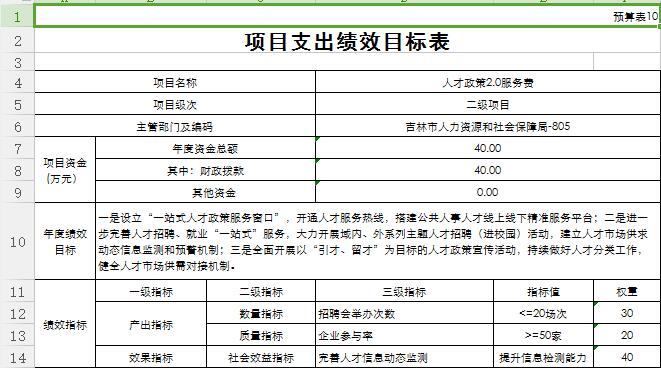 1 预算表10
2 项目支出绩效目标表
3
4 项目名称 人才政策2.0服务费
5 项目级次 二级项目
6 主管部门及编码 吉林市人力资源和社会保障局-805
7 项目资金 年度资金总额 40.00
8 (万元) 其中：财政拨款 40.00
9 其他资金 0.00
一是设立“一站式人才政策服务窗口”，开通人才服务热线，搭建公共人事人才线上线下精准服务平台；二是进一
10 年度绩效 步完善人才招聘、就业“一站式”服务，大力开展域内、外系列主题人才招聘（进校园）活动，建立人才市场供求
目标 动态信息监测和预警机制；三是全面开展以“引才、留才”为目标的人才政策宣传活动，持续做好人才分类工作，
健全人才市场供需对接机制。
11 一级指标 二级指标 三级指标 指标值 权重
12 绩效指标 产出指标 数量指标 招聘会举办次数 <=20场次 30
13 质量指标 企业参与率 >=50家 20
14 效果指标 社会效益指标 完善人才信息动态监测 提升信息检测能力 40